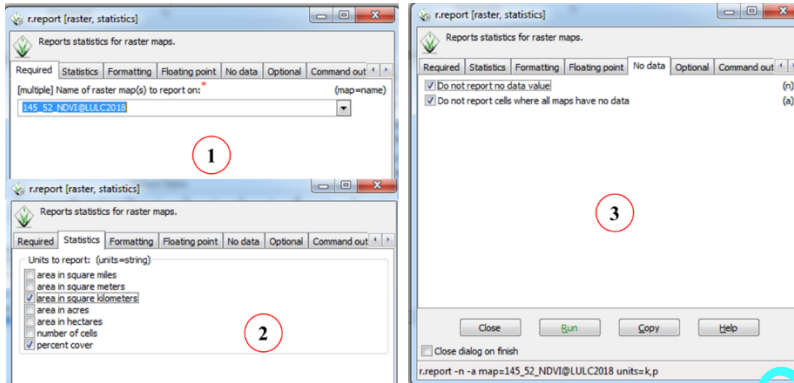 r.report [raster, statistics]
Reports statistics for raster maps.
Required Statistics Formatting Floating point No data Optional Command out
[multiple] Name of raster map(s) to report on:* (map=name)
145_52_NDVI@LULC2018
1
r.report [raster, statistics]
Reports statistics for raster maps.
Required Statistics Formatting Floating point No data Optional Command out
Units to report: (units=string)
area in square miles
area in square meters
area in square kilometers
area in acres
area in hectares
number of cells
percent cover
2
r.report [raster, statistics]
Reports statistics for raster maps.
Required Statistics Formatting Floating point No data Optional Command out
Do not report no data value (n)
Do not report cells where all maps have no data (a)
3
Close Run Copy Help
Close dialog on finish
r.report -n -a map=145_52_NDVI@LULC2018 units=k,p